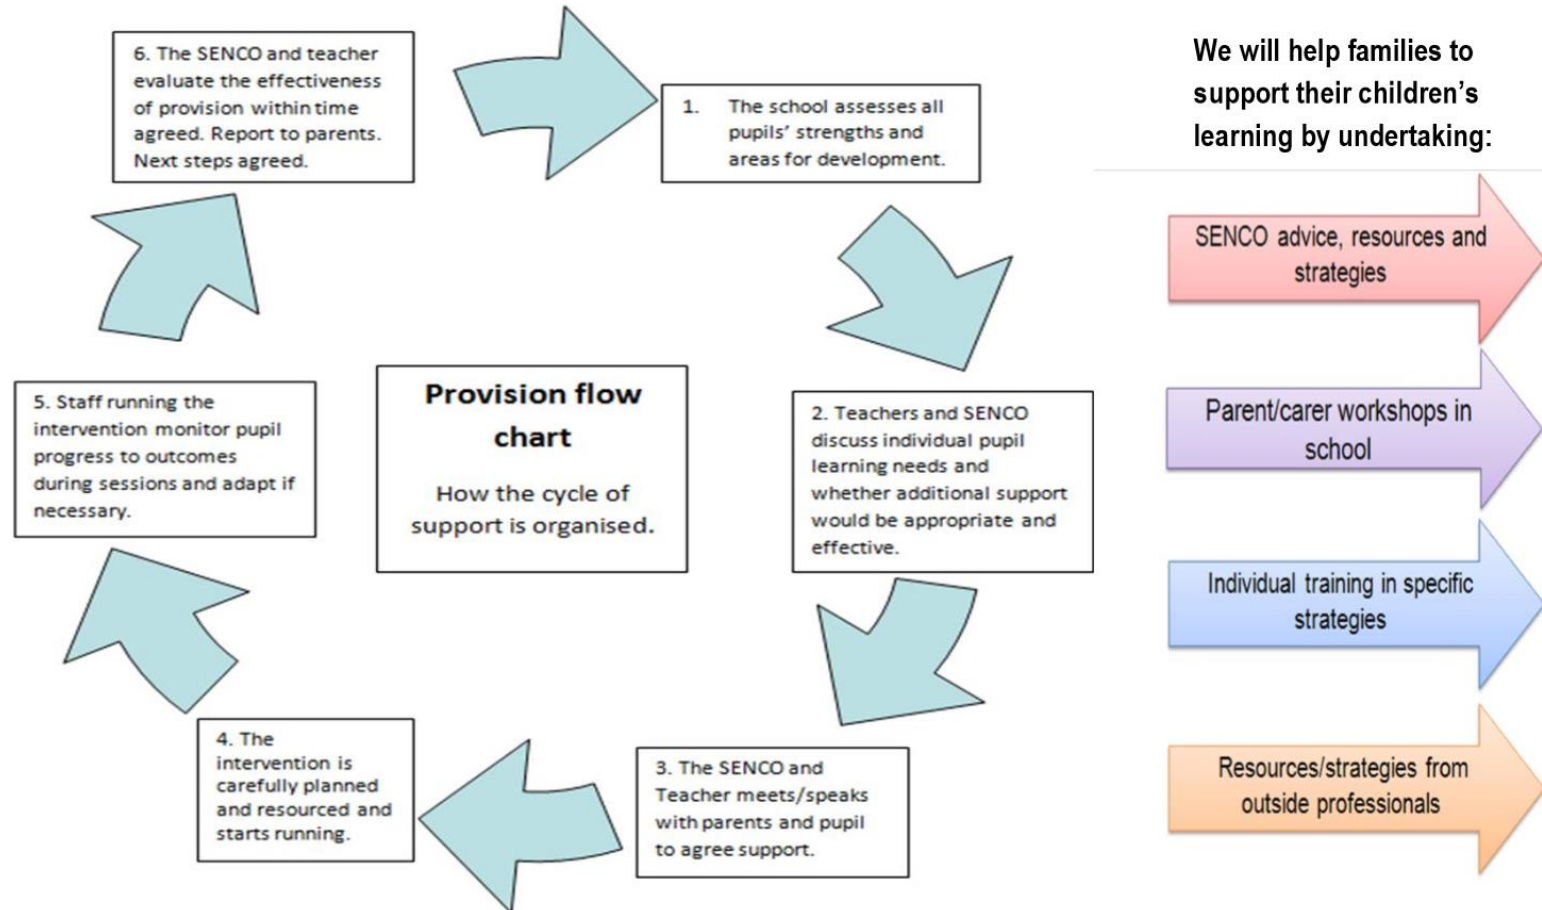 6. The SENCO and teacher
evaluate the effectiveness
of provision within time
agreed. Report to parents.
Next steps agreed.
1. The school assesses all
pupils’ strengths and
areas for development.
2. Teachers and SENCO
discuss individual pupil
learning needs and
whether additional support
would be appropriate and
effective.
3. The SENCO and
Teacher meets/speaks
with parents and pupil
to agree support.
4. The
intervention is
carefully planned
and resourced and
starts running.
5. Staff running the
intervention monitor pupil
progress to outcomes
during sessions and adapt if
necessary.
Provision flow
chart
How the cycle of
support is organised.
We will help families to
support their children’s
learning by undertaking:
SENCO advice, resources and
strategies
Parent/carer workshops in
school
Individual training in specific
strategies
Resources/strategies from
outside professionals